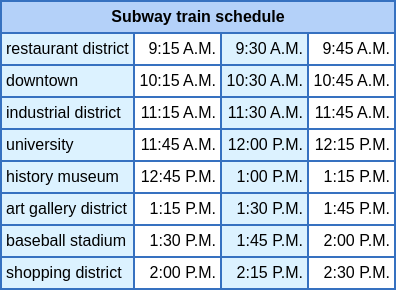 Subway train schedule
restaurant district 9:15 A.M. 9:30 A.M. 9:45 A.M.
downtown 10:15 A.M. 10:30 A.M. 10:45 A.M.
industrial district 11:15 A.M. 11:30 A.M. 11:45 A.M.
university 11:45 A.M. 12:00 P.M. 12:15 P.M.
history museum 12:45 P.M. 1:00 P.M. 1:15 P.M.
art gallery district 1:15 P.M. 1:30 P.M. 1:45 P.M.
baseball stadium 1:30 P.M. 1:45 P.M. 2:00 P.M.
shopping district 2:00 P.M. 2:15 P.M. 2:30 P.M.